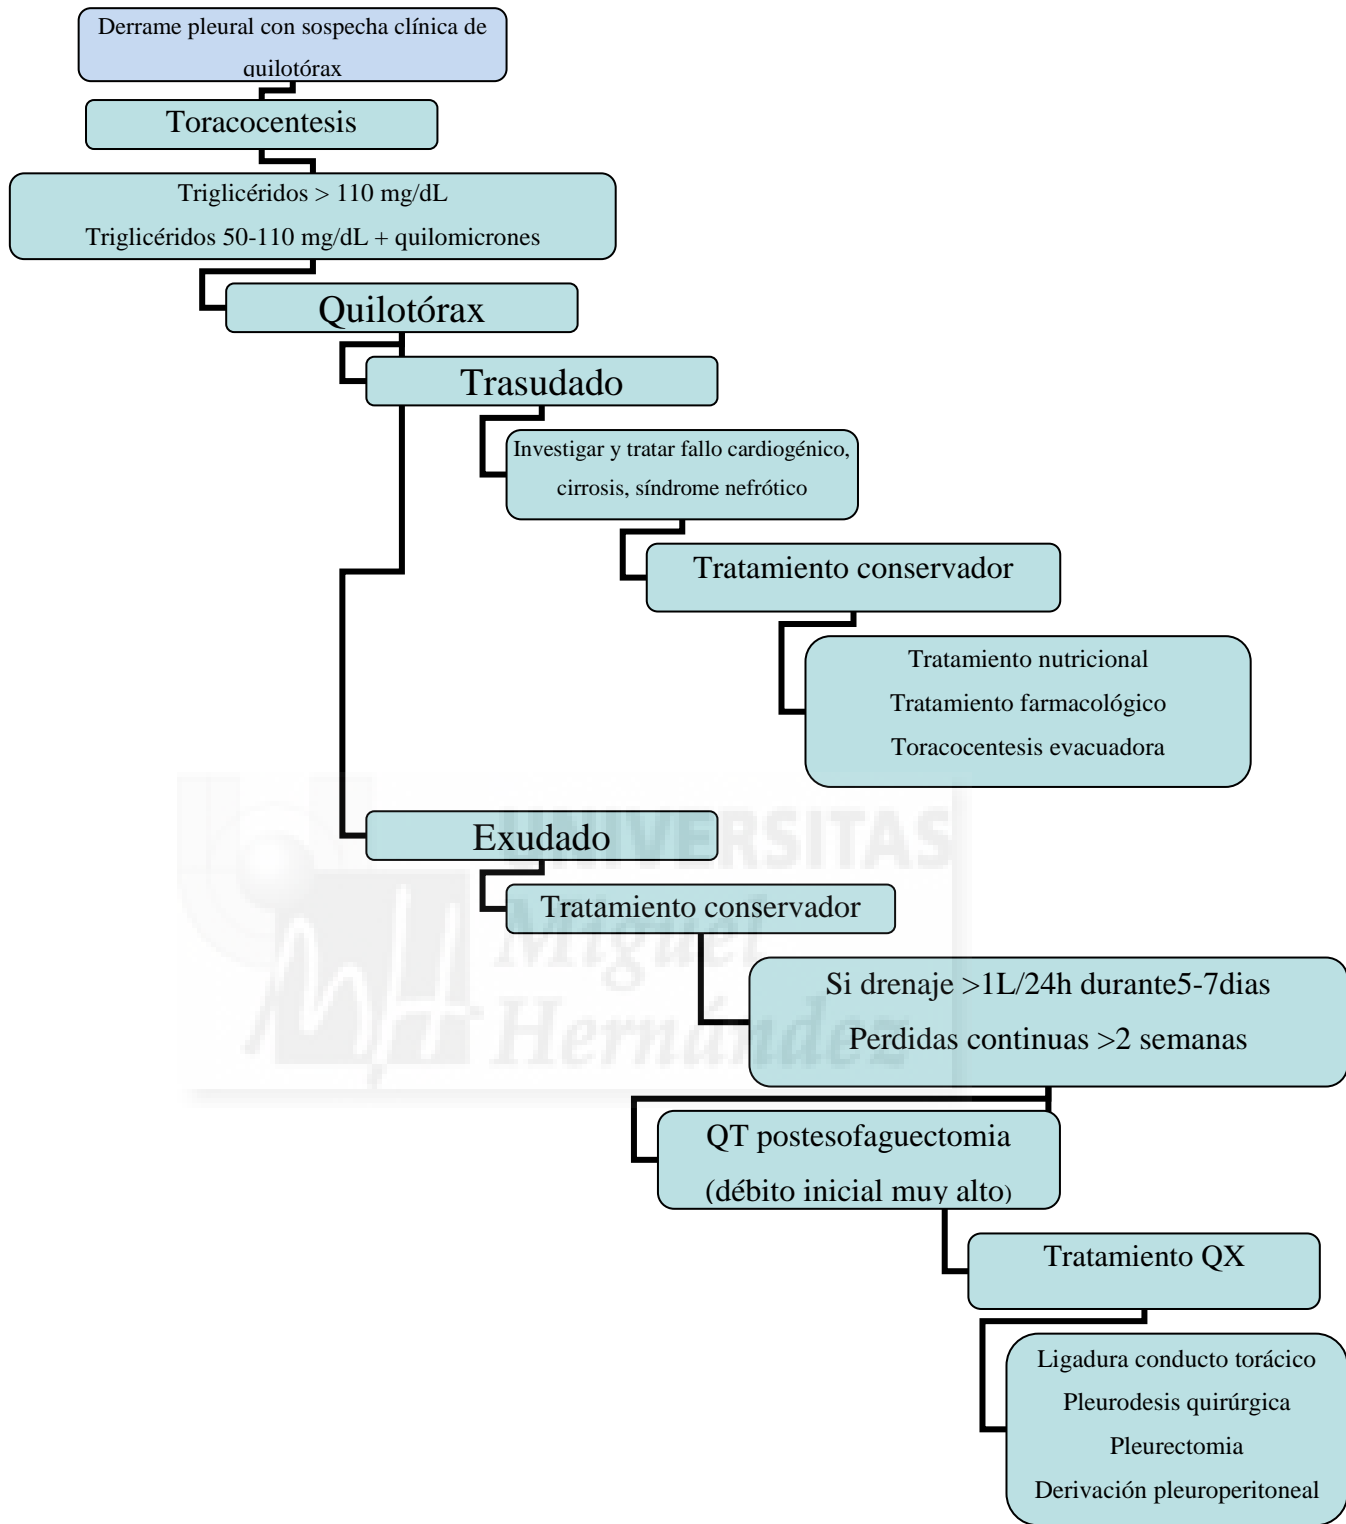 Derrame pleural con sospecha clínica de
quilotórax
Toracocentesis
Triglicéridos > 110 mg/dL
Triglicéridos 50-110 mg/dL + quilomicrones
Quilotórax
Trasudado
Investigar y tratar fallo cardiogénico,
cirrosis, síndrome nefrótico
Tratamiento conservador
Tratamiento nutricional
Tratamiento farmacológico
Toracocentesis evacuadora
Exudado
Tratamiento conservador
Si drenaje >1L/24h durante5-7dias
Perdidas continuas >2 semanas
QT postesofaguectomia
(débito inicial muy alto)
Tratamiento QX
Ligadura conducto torácico
Pleurodesis quirúrgica
Pleurectomia
Derivación pleuroperitoneal
UNIVERSITAS
Miguel
Hernández